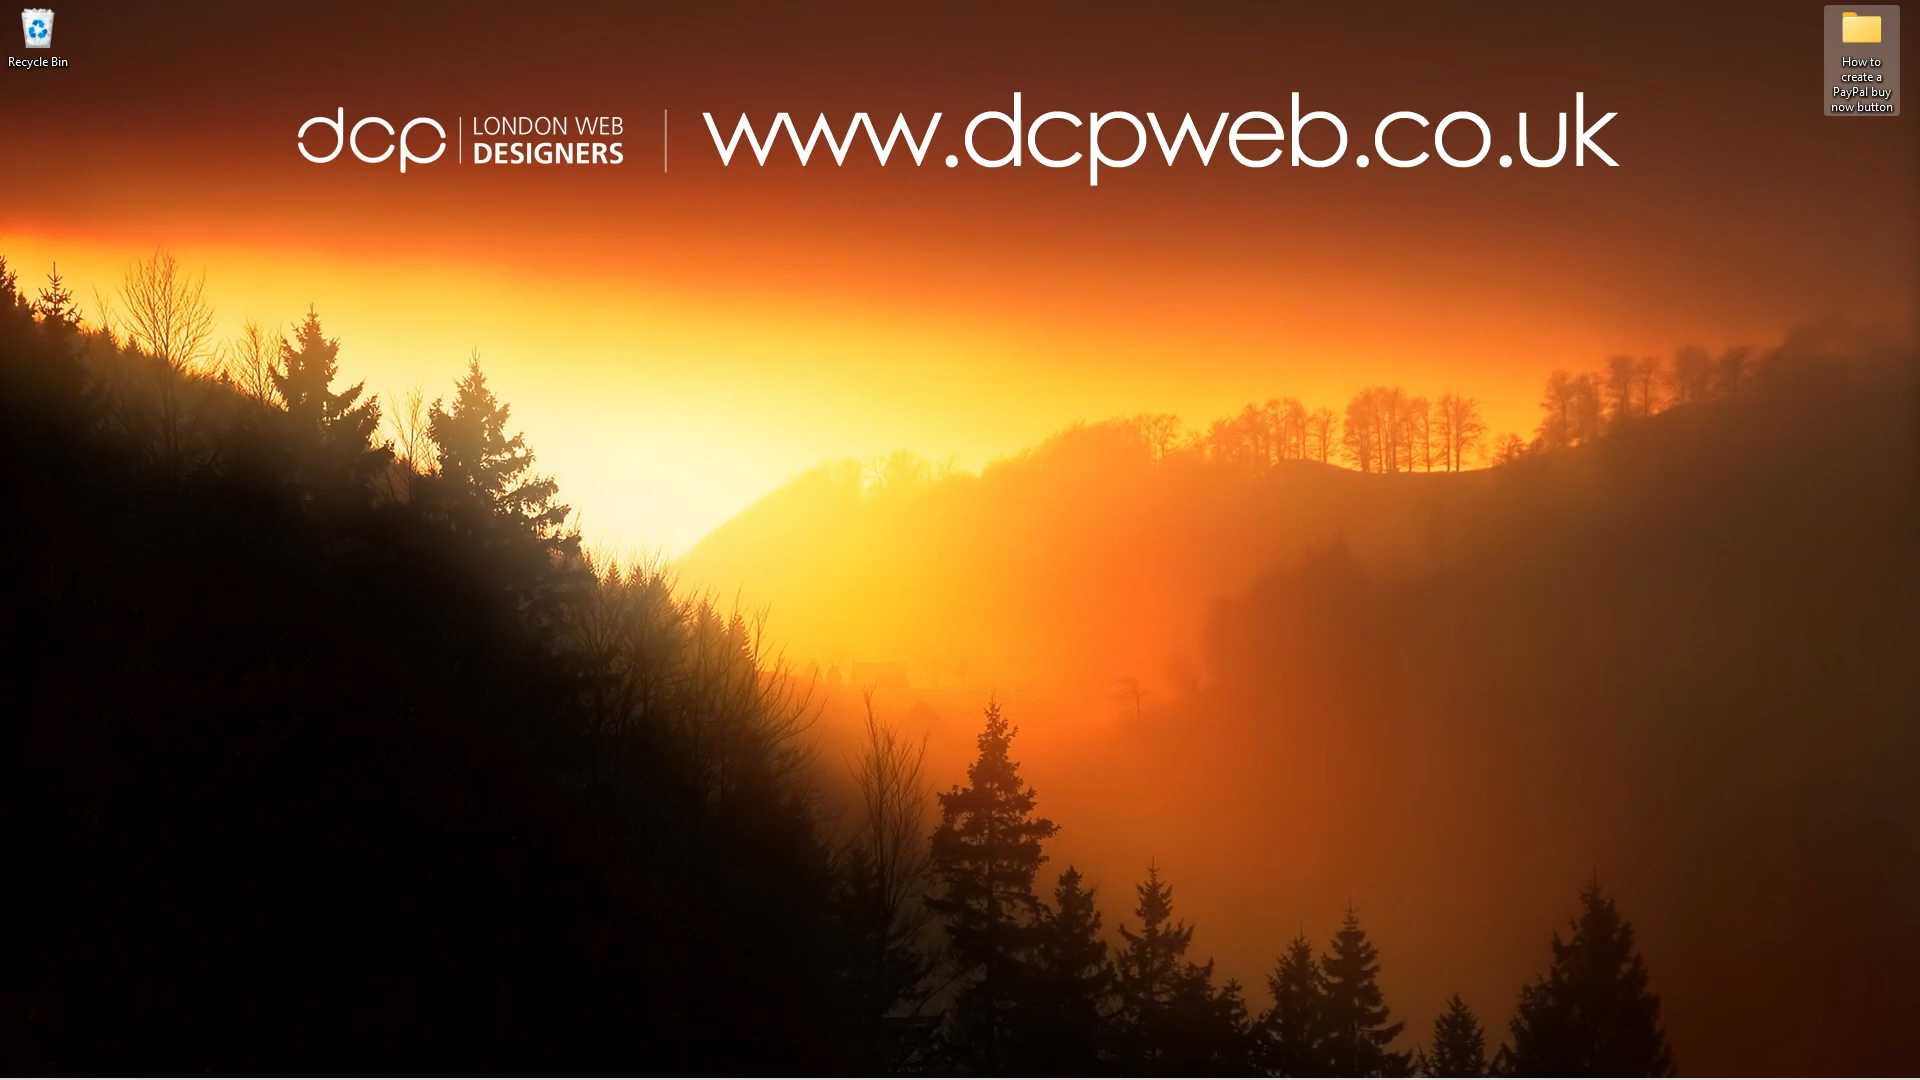 Recycle Bin
How to
create a
PayPal buy
now button
dcp
LONDON WEB
DESIGNERS
www.dcpweb.co.uk